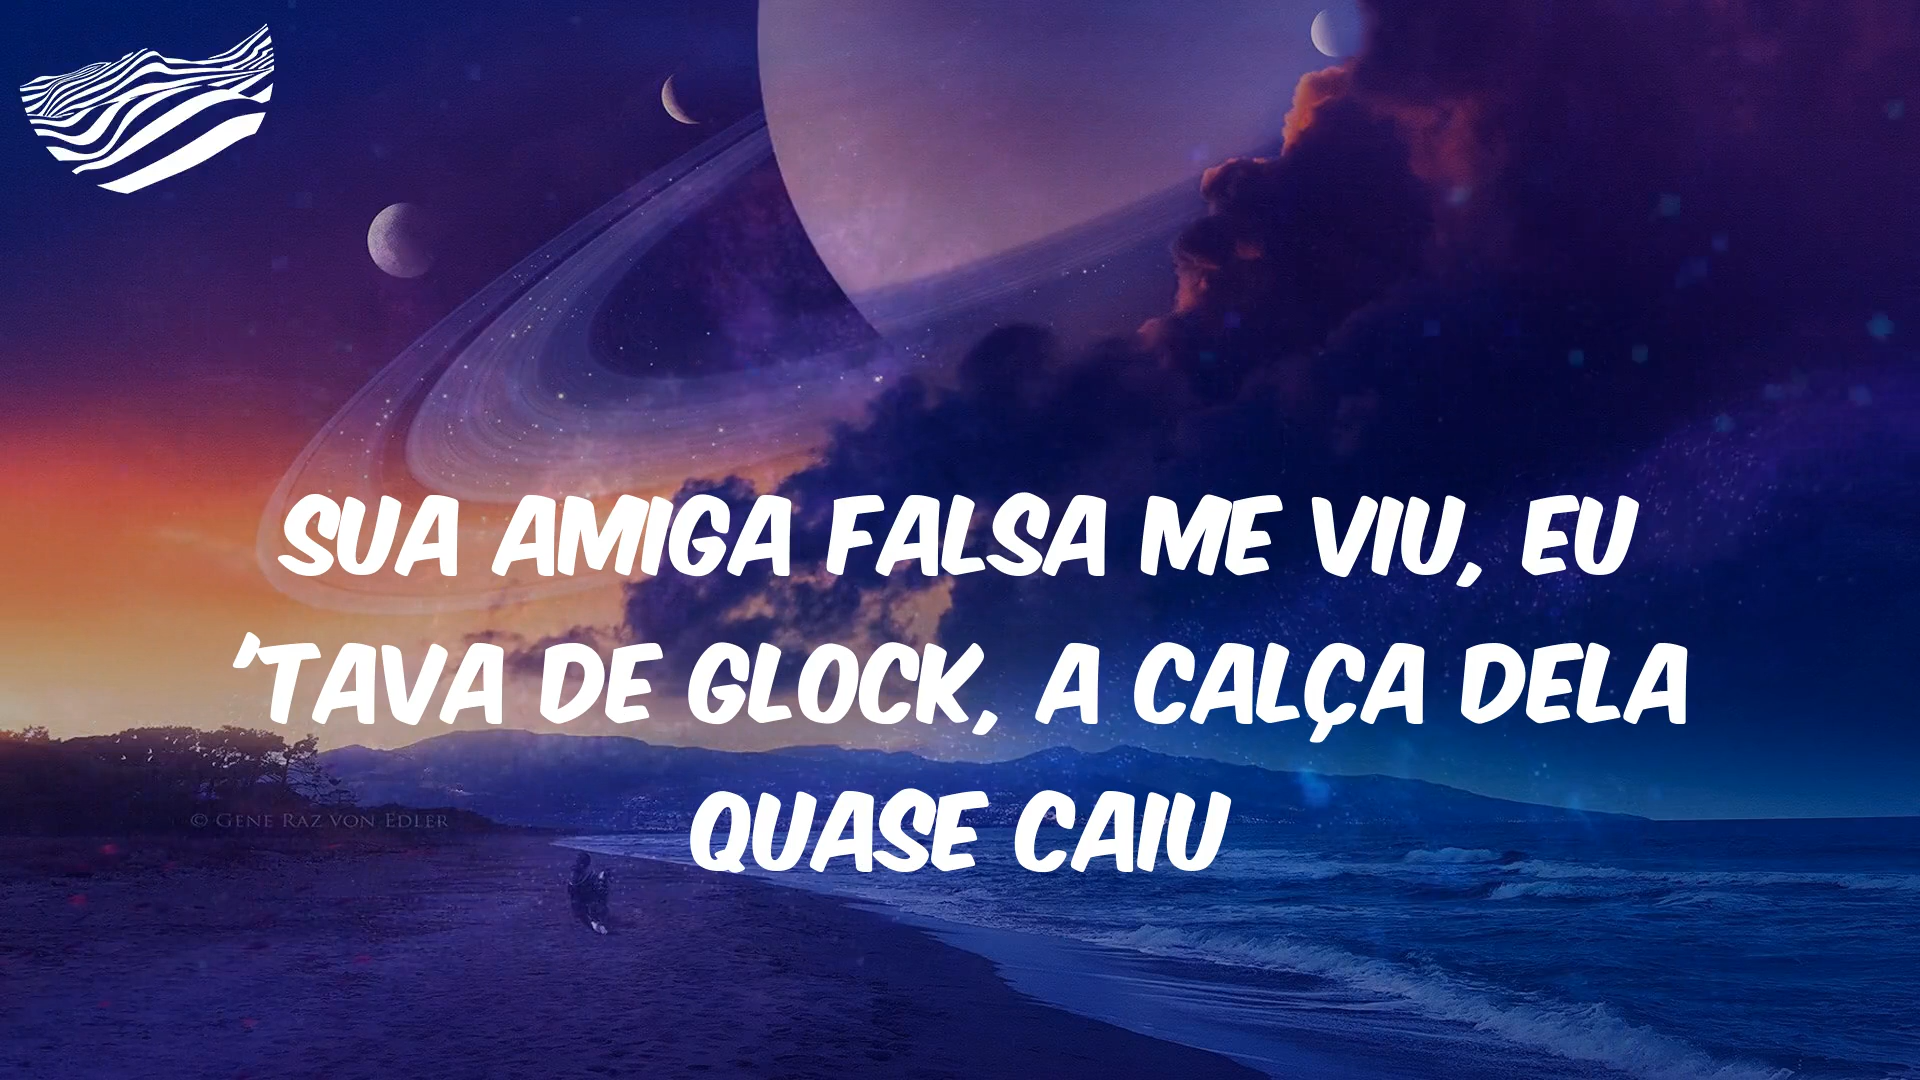 SUA AMIGA FALSA ME VIU, EU
'TAVA DE GLOCK, A CALÇA DELA
QUASE CAIU
© GENE RAZ VON EDLER